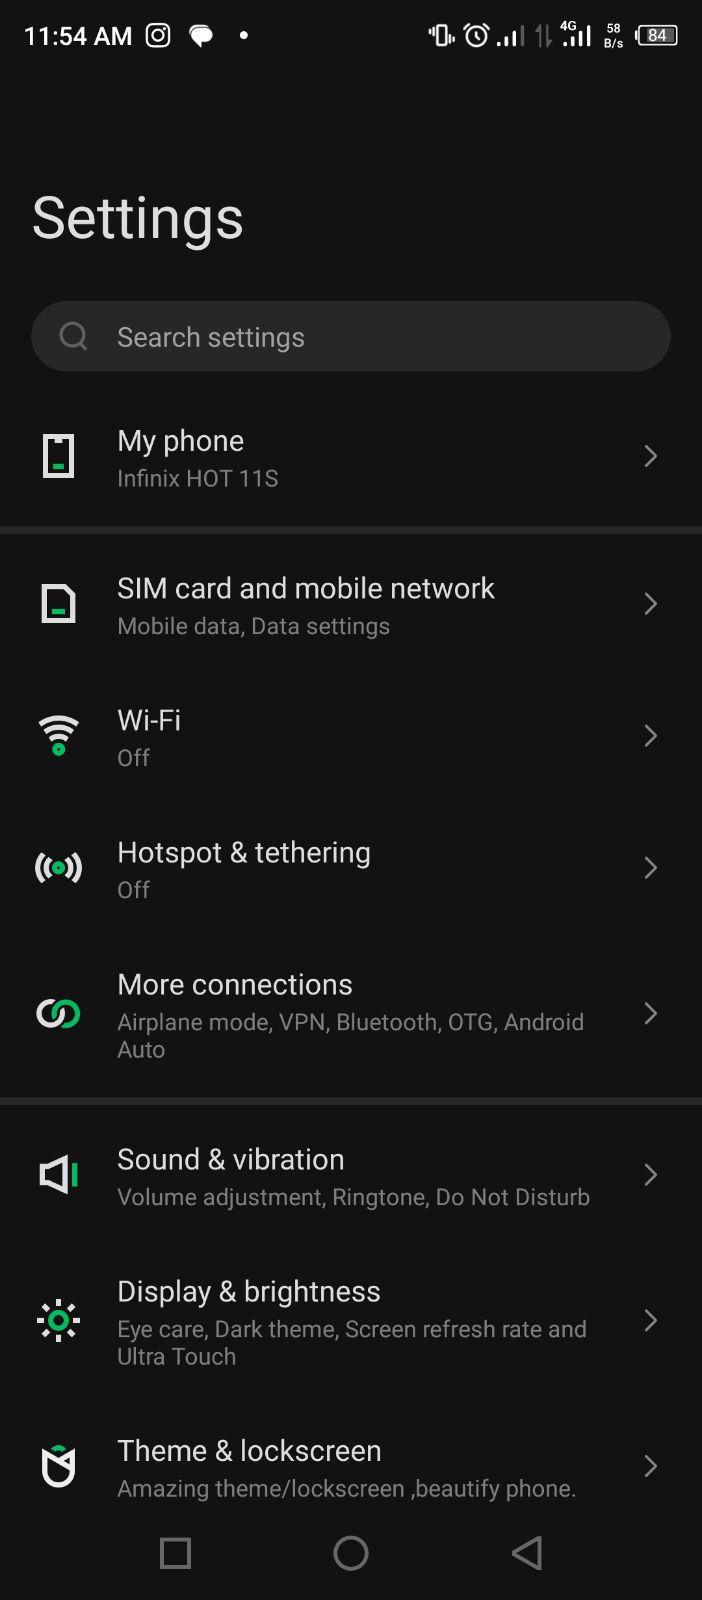 11:54 AM 4G 58 B/s 84
Settings
Search settings
My phone
Infinix HOT 11S
SIM card and mobile network
Mobile data, Data settings
Wi-Fi
Off
Hotspot & tethering
Off
More connections
Airplane mode, VPN, Bluetooth, OTG, Android
Auto
Sound & vibration
Volume adjustment, Ringtone, Do Not Disturb
Display & brightness
Eye care, Dark theme, Screen refresh rate and
Ultra Touch
Theme & lockscreen
Amazing theme/lockscreen ,beautify phone.